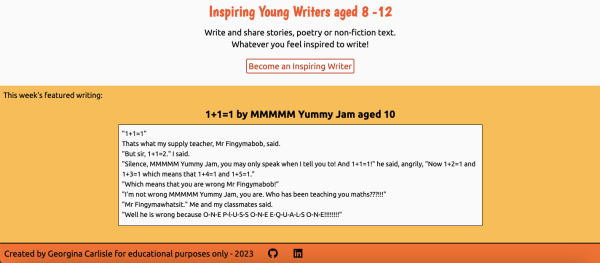 Inspiring Young Writers aged 8 -12
Write and share stories, poetry or non-fiction text.
Whatever you feel inspired to write!
Become an Inspiring Writer
This week's featured writing:
1+1=1 by MMMMM Yummy Jam aged 10
"1+1=1"
Thats what my supply teacher, Mr Fingymabob, said.
"But sir, 1+1=2." I said.
"Silence, MMMMM Yummy Jam, you may only speak when I tell you to! And 1+1=1!" he said, angrily, "Now 1+2=1 and
1+3=1 which means that 1+4=1 and 1+5=1."
"Which means that you are wrong Mr Fingymabob!"
"I'm not wrong MMMMM Yummy Jam, you are. Who has been teaching you maths???!!!"
"Mr Fingymawhatsit." Me and my classmates said.
"Well he is wrong because O-N-E P-l-U-S-S O-N-E E-Q-U-A-L-S O-N-E!!!!!!!!"
Created by Georgina Carlisle for educational purposes only - 2023